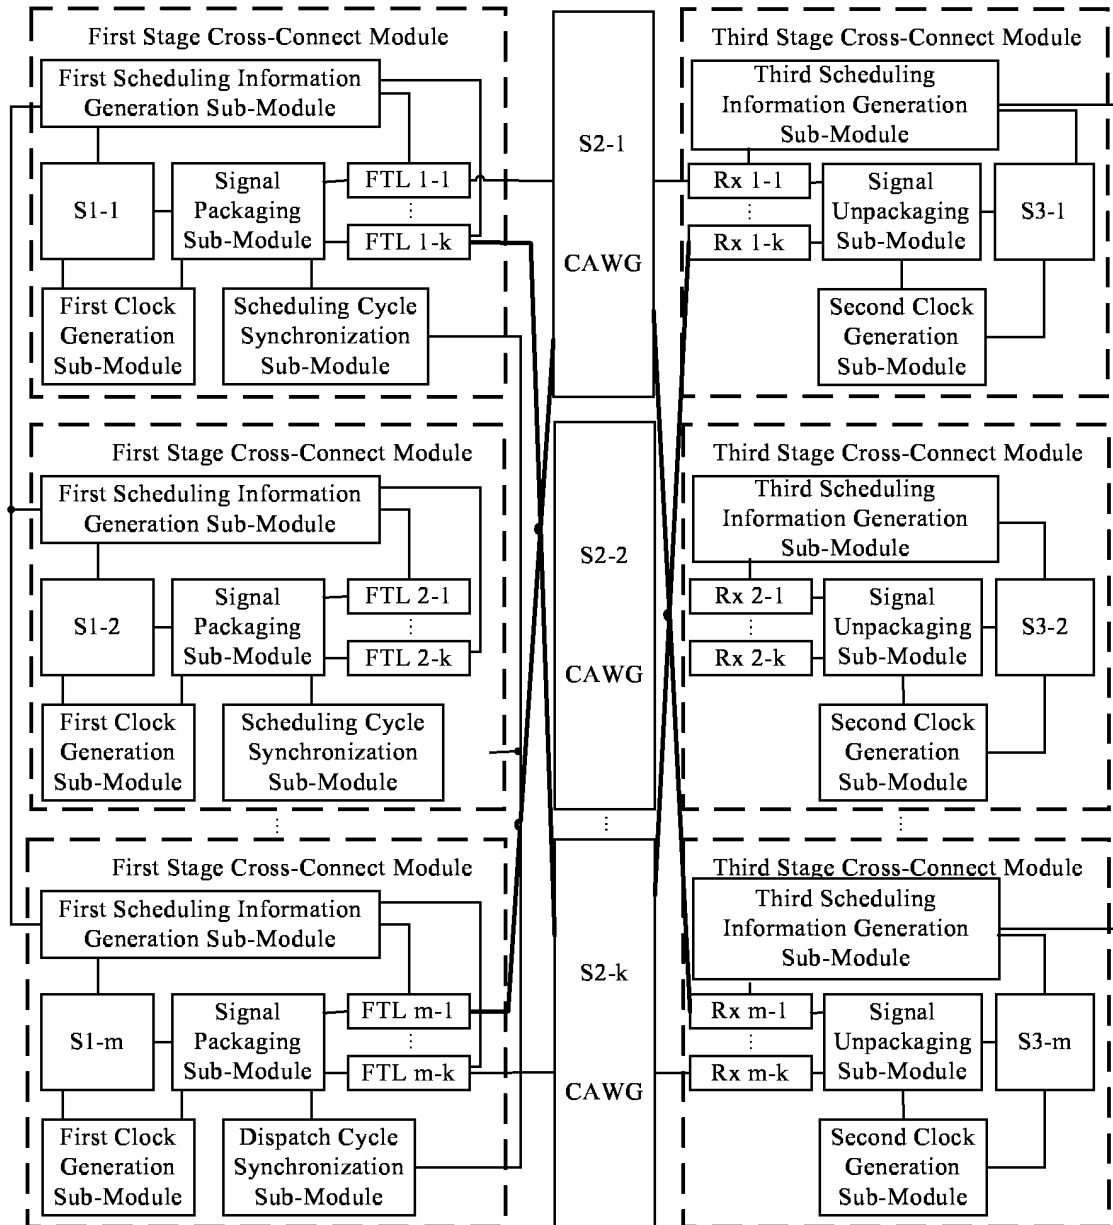 First Stage Cross-Connect Module
First Scheduling Information
Generation Sub-Module
S1-1
Signal
Packaging
Sub-Module
FTL 1-1
FTL 1-k
First Clock
Generation
Sub-Module
Scheduling Cycle
Synchronization
Sub-Module
S2-1
CAWG
Third Stage Cross-Connect Module
Third Scheduling
Information Generation
Sub-Module
Rx 1-1
Rx 1-k
Signal
Unpackaging
Sub-Module
S3-1
Second Clock
Generation
Sub-Module
First Stage Cross-Connect Module
First Scheduling Information
Generation Sub-Module
S1-2
Signal
Packaging
Sub-Module
FTL 2-1
FTL 2-k
First Clock
Generation
Sub-Module
Scheduling Cycle
Synchronization
Sub-Module
S2-2
CAWG
Third Stage Cross-Connect Module
Third Scheduling
Information Generation
Sub-Module
Rx 2-1
Rx 2-k
Signal
Unpackaging
Sub-Module
S3-2
Second Clock
Generation
Sub-Module
First Stage Cross-Connect Module
First Scheduling Information
Generation Sub-Module
S1-m
Signal
Packaging
Sub-Module
FTL m-1
FTL m-k
First Clock
Generation
Sub-Module
Dispatch Cycle
Synchronization
Sub-Module
S2-k
CAWG
Third Stage Cross-Connect Module
Third Scheduling
Information Generation
Sub-Module
Rx m-1
Rx m-k
Signal
Unpackaging
Sub-Module
S3-m
Second Clock
Generation
Sub-Module